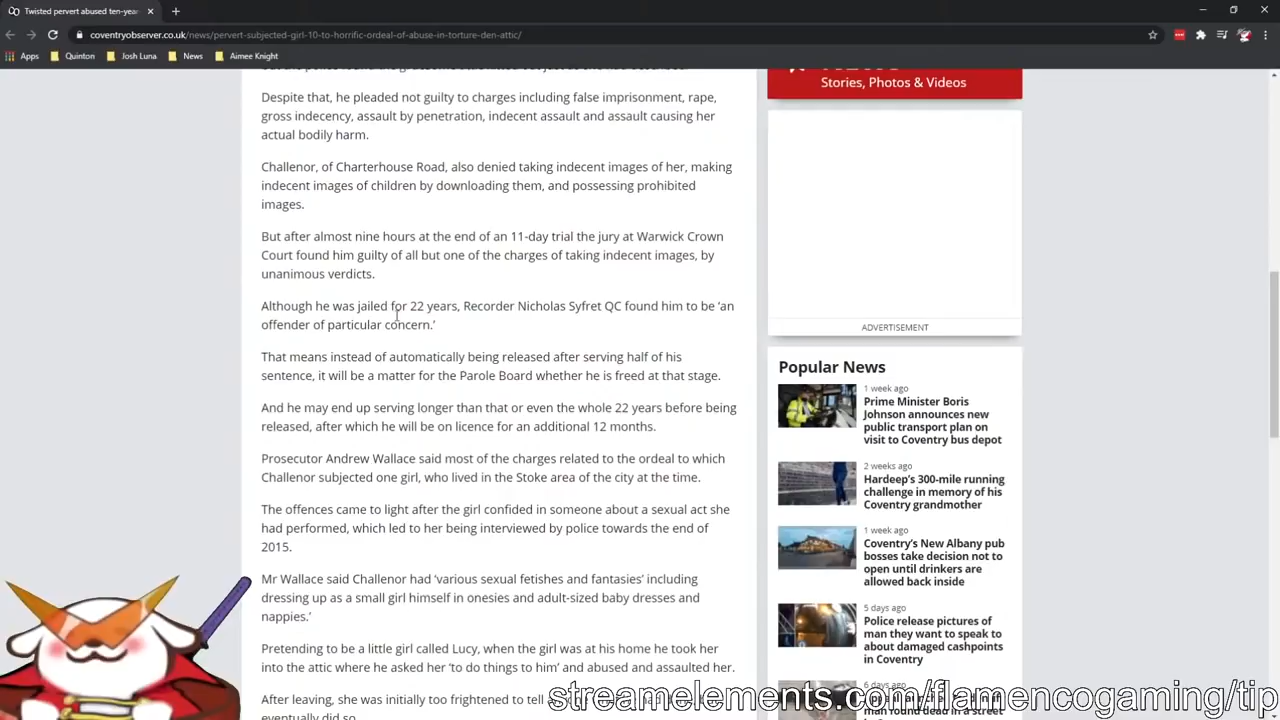 Twisted pervert abused ten-year
coventryobserver.co.uk/news/pervert-subjected-girl-10-to-horrific-ordeal-of-abuse-in-torture-den-attic/
Apps Quinton Josh Luna News Aimee Knight
Despite that, he pleaded not guilty to charges including false imprisonment, rape,
gross indecency, assault by penetration, indecent assault and assault causing her
actual bodily harm.
Challenor, of Charterhouse Road, also denied taking indecent images of her, making
indecent images of children by downloading them, and possessing prohibited
images.
But after almost nine hours at the end of an 11-day trial the jury at Warwick Crown
Court found him guilty of all but one of the charges of taking indecent images, by
unanimous verdicts.
Although he was jailed for 22 years, Recorder Nicholas Syfret QC found him to be ‘an
offender of particular concern.’
That means instead of automatically being released after serving half of his
sentence, it will be a matter for the Parole Board whether he is freed at that stage.
And he may end up serving longer than that or even the whole 22 years before being
released, after which he will be on licence for an additional 12 months.
Prosecutor Andrew Wallace said most of the charges related to the ordeal to which
Challenor subjected one girl, who lived in the Stoke area of the city at the time.
The offences came to light after the girl confided in someone about a sexual act she
had performed, which led to her being interviewed by police towards the end of
2015.
Mr Wallace said Challenor had ‘various sexual fetishes and fantasies’ including
dressing up as a small girl himself in onesies and adult-sized baby dresses and
nappies.’
Pretending to be a little girl called Lucy, when the girl was at his home he took her
into the attic where he asked her ‘to do things to him’ and abused and assaulted her.
After leaving, she was initially too frightened to tell
eventually did so
Stories, Photos & Videos
ADVERTISEMENT
Popular News
1 week ago
Prime Minister Boris
Johnson announces new
public transport plan on
visit to Coventry bus depot
2 weeks ago
Hardeep’s 300-mile running
challenge in memory of his
Coventry grandmother
1 week ago
Coventry’s New Albany pub
bosses take decision not to
open until drinkers are
allowed back inside
5 days ago
Police release pictures of
man they want to speak to
about damaged cashpoints
in Coventry
6 days ago
man found dead in a street
streamelements.com/flamencogaming/tip